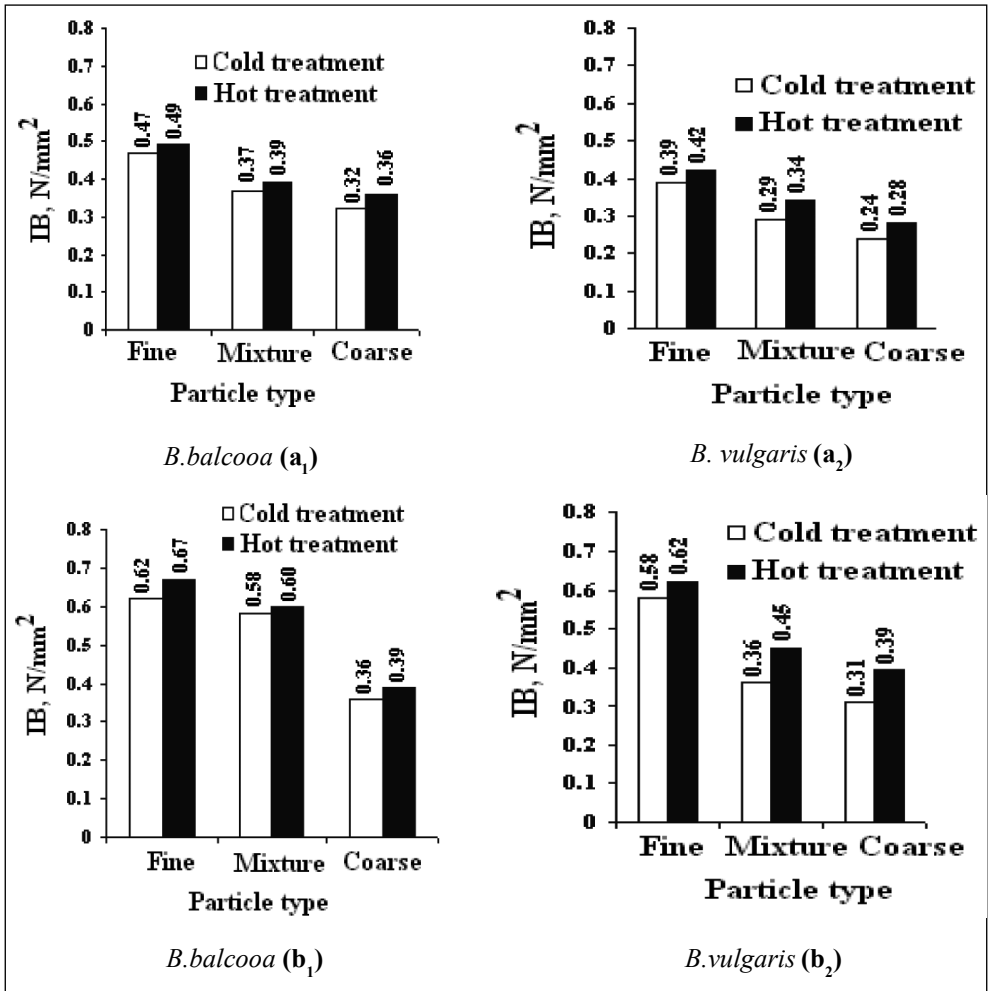 Cold treatment
Hot treatment
IB, N/mm²
0.8
0.7
0.6
0.5
0.4
0.3
0.2
0.1
0
0.47
0.49
0.37
0.39
0.32
0.36
Fine Mixture Coarse
Particle type
B.balcooa (a₁)
Cold treatment
Hot treatment
IB, N/mm²
0.8
0.7
0.6
0.5
0.4
0.3
0.2
0.1
0
0.39
0.42
0.29
0.34
0.24
0.28
Fine Mixture Coarse
Particle type
B. vulgaris (a₂)
Cold treatment
Hot treatment
IB, N/mm²
0.8
0.7
0.6
0.5
0.4
0.3
0.2
0.1
0
0.62
0.67
0.58
0.60
0.36
0.39
Fine Mixture Coarse
Particle type
B.balcooa (b₁)
Cold treatment
Hot treatment
IB, N/mm²
0.8
0.7
0.6
0.5
0.4
0.3
0.2
0.1
0
0.58
0.62
0.36
0.45
0.31
0.39
Fine Mixture Coarse
Particle type
B.vulgaris (b₂)